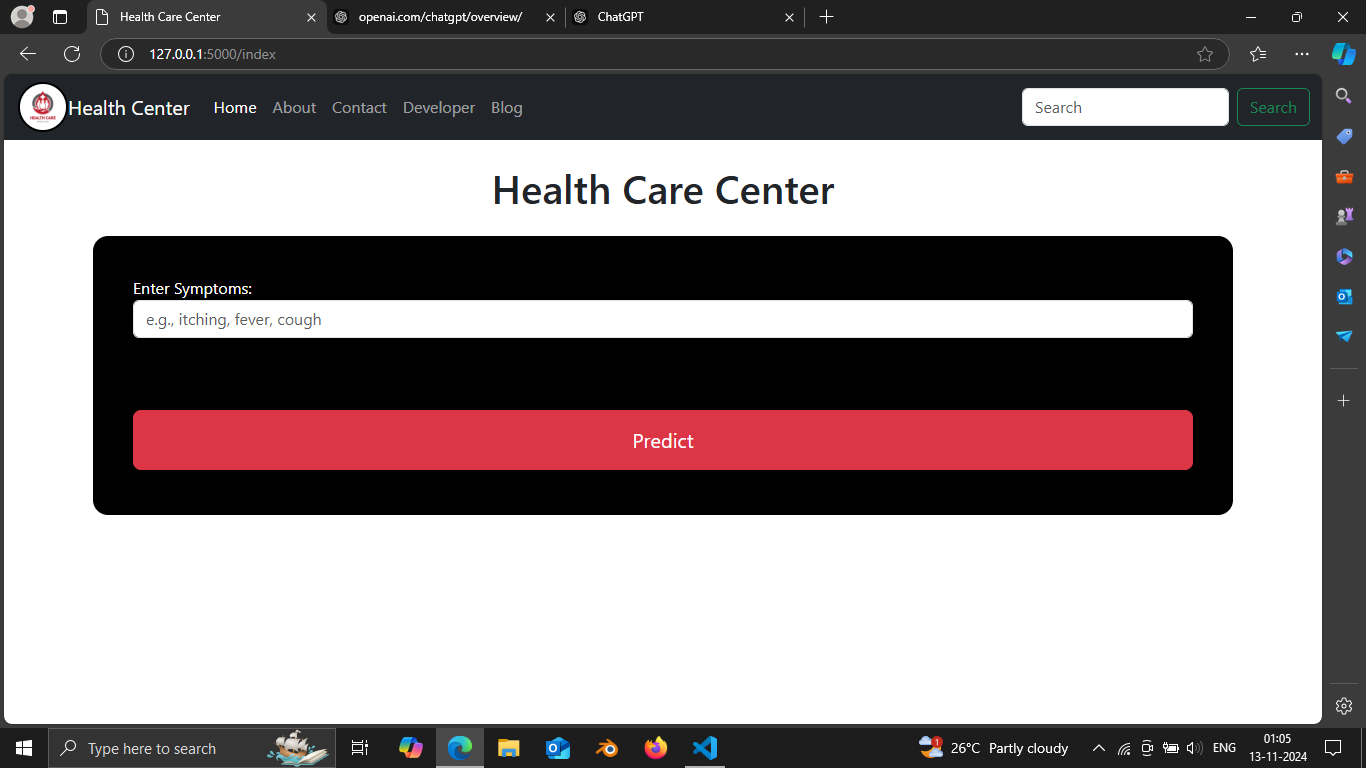 Health Care Center
openai.com/chatgpt/overview/
ChatGPT
127.0.0.1:5000/index
HEALTH CARE
Health Center
Home
About
Contact
Developer
Blog
Search
Search
Health Care Center
Enter Symptoms:
e.g., itching, fever, cough
Predict
Type here to search
1
26°C Partly cloudy
ENG
01:05
13-11-2024